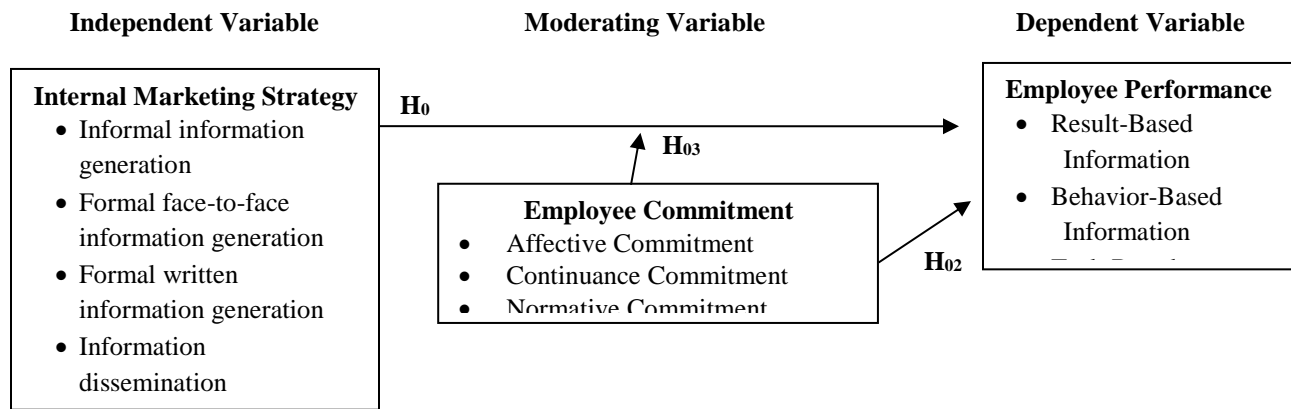 Independent Variable
Moderating Variable
Dependent Variable
Internal Marketing Strategy
• Informal information
generation
• Formal face-to-face
information generation
• Formal written
information generation
• Information
dissemination
H0
H03
Employee Commitment
• Affective Commitment
• Continuance Commitment
• Normative Commitment
H02
Employee Performance
• Result-Based
Information
• Behavior-Based
Information